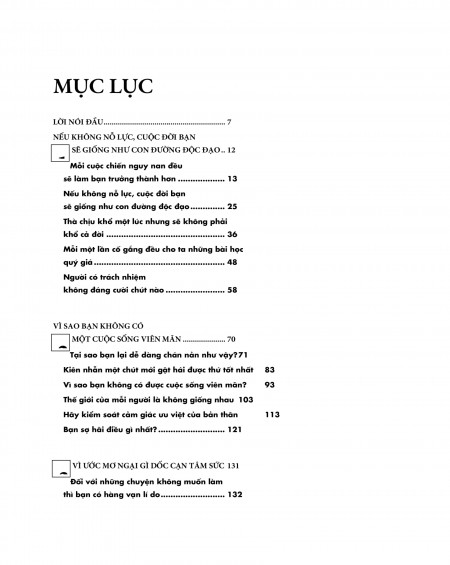 MỤC LỤC
LỜI NÓI ĐẦU............................................................ 7
NẾU KHÔNG NỖ LỰC, CUỘC ĐỜI BẠN
SẼ GIỐNG NHƯ CON ĐƯỜNG ĐỘC ĐẠO.. 12
Mỗi cuộc chiến nguy nan đều
sẽ làm bạn trưởng thành hơn ................... 13
Nếu không nỗ lực, cuộc đời bạn
sẽ giống như con đường độc đạo............. 25
Thà chịu khổ một lúc nhưng sẽ không phải
khổ cả đời ................................................ 36
Mỗi một lần cố gắng đều cho ta những bài học
quý giá ..................................................... 48
Người có trách nhiệm
không đáng cười chút nào ....................... 58
VÌ SAO BẠN KHÔNG CÓ
MỘT CUỘC SỐNG VIÊN MÃN .................. 70
Tại sao bạn lại dễ dàng chán nản như vậy?71
Kiên nhẫn một chút mới gặt hái được thứ tốt nhất 83
Vì sao bạn không có được cuộc sống viên mãn? 93
Thế giới của mỗi người là không giống nhau 103
Hãy kiểm soát cảm giác ưu việt của bản thân 113
Bạn sợ hãi điều gì nhất? ........................... 121
VÌ ƯỚC MƠ NGẠI GÌ DỐC CẠN TÂM SỨC 131
Đối với những chuyện không muốn làm
thì bạn có hàng vạn lí do.......................... 132